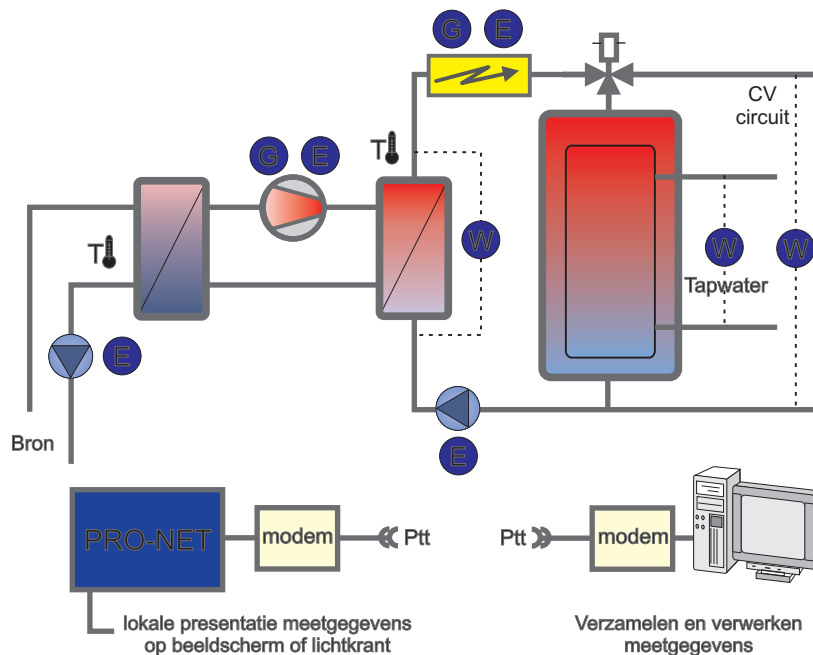 G E
CV
circuit
G E
T
W
W
W
T
Tapwater
E
Bron
E
PRO-NET
modem
Ptt
Ptt
modem
lokale presentatie meetgegevens
op beeldscherm of lichtkrant
Verzamelen en verwerken
meetgegevens